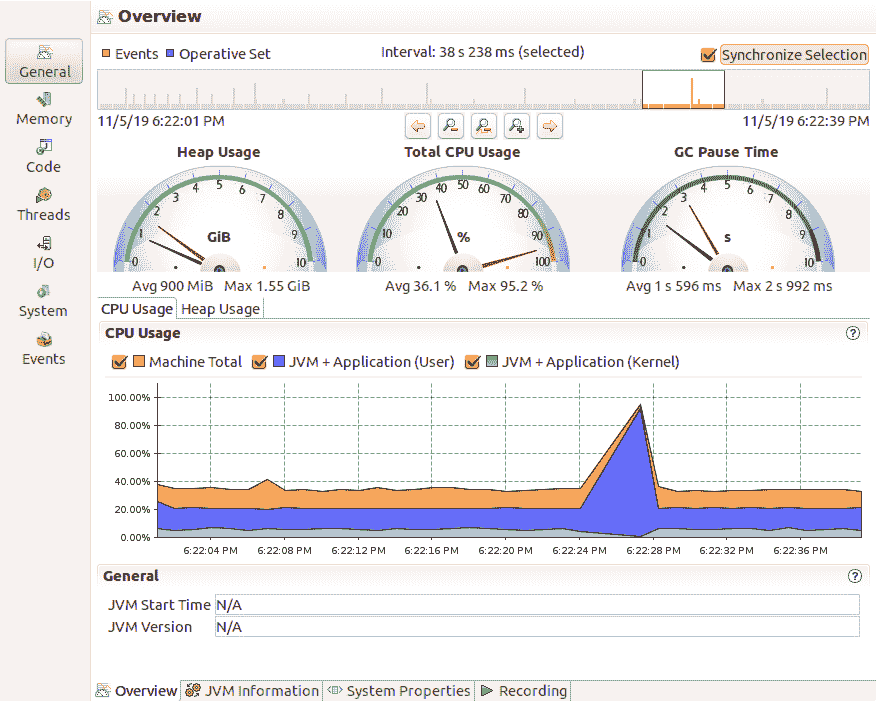 Overview
Events Operative Set Interval: 38 s 238 ms (selected) Synchronize Selection
General
Memory
Code
Threads
I/O
System
Events
11/5/19 6:22:01 PM 11/5/19 6:22:39 PM
Heap Usage Total CPU Usage GC Pause Time
0 1 2 3 4 5 6 7 8 9 10
GiB
0 10 20 30 40 50 60 70 80 90 100
%
0 1 2 3 4 5 6 7 8 9 10
s
Avg 900 MiB Max 1.55 GiB Avg 36.1 % Max 95.2 % Avg 1 s 596 ms Max 2 s 992 ms
CPU Usage Heap Usage
CPU Usage ?
Machine Total JVM + Application (User) JVM + Application (Kernel)
100.00%
80.00%
60.00%
40.00%
20.00%
0.00%
6:22:04 PM 6:22:08 PM 6:22:12 PM 6:22:16 PM 6:22:20 PM 6:22:24 PM 6:22:28 PM 6:22:32 PM 6:22:36 PM
General ?
JVM Start Time N/A
JVM Version N/A
Overview JVM Information System Properties Recording